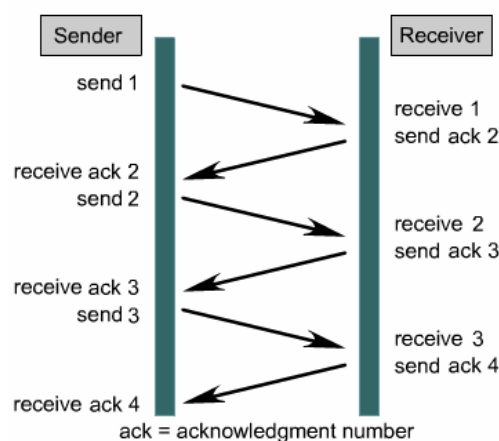 Sender
Receiver
send 1
receive 1
send ack 2
receive ack 2
send 2
receive 2
send ack 3
receive ack 3
send 3
receive 3
send ack 4
receive ack 4
ack = acknowledgment number